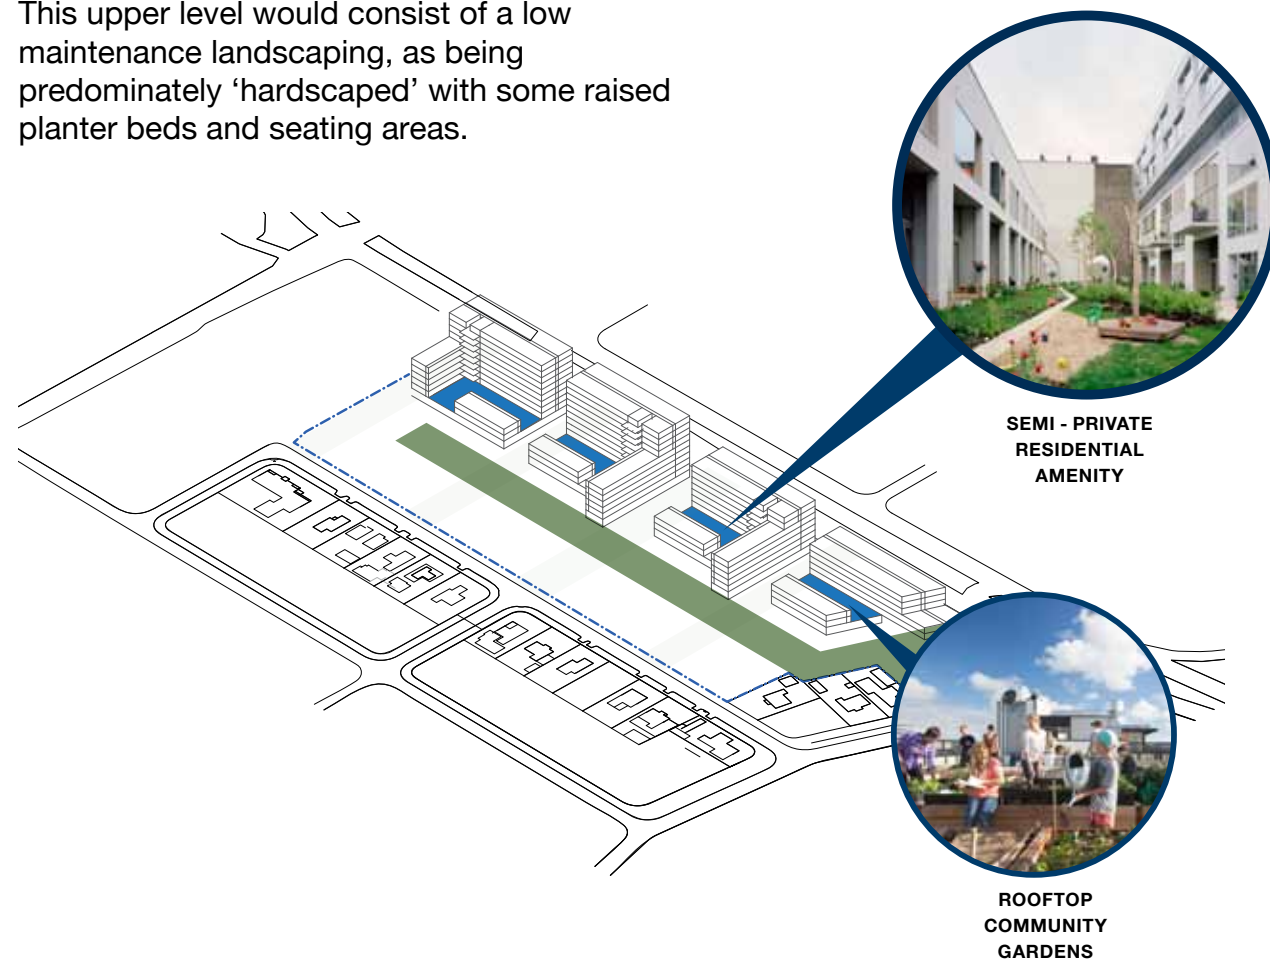 This upper level would consist of a low
maintenance landscaping, as being
predominately ‘hardscaped’ with some raised
planter beds and seating areas.
SEMI - PRIVATE
RESIDENTIAL
AMENITY
ROOFTOP
COMMUNITY
GARDENS